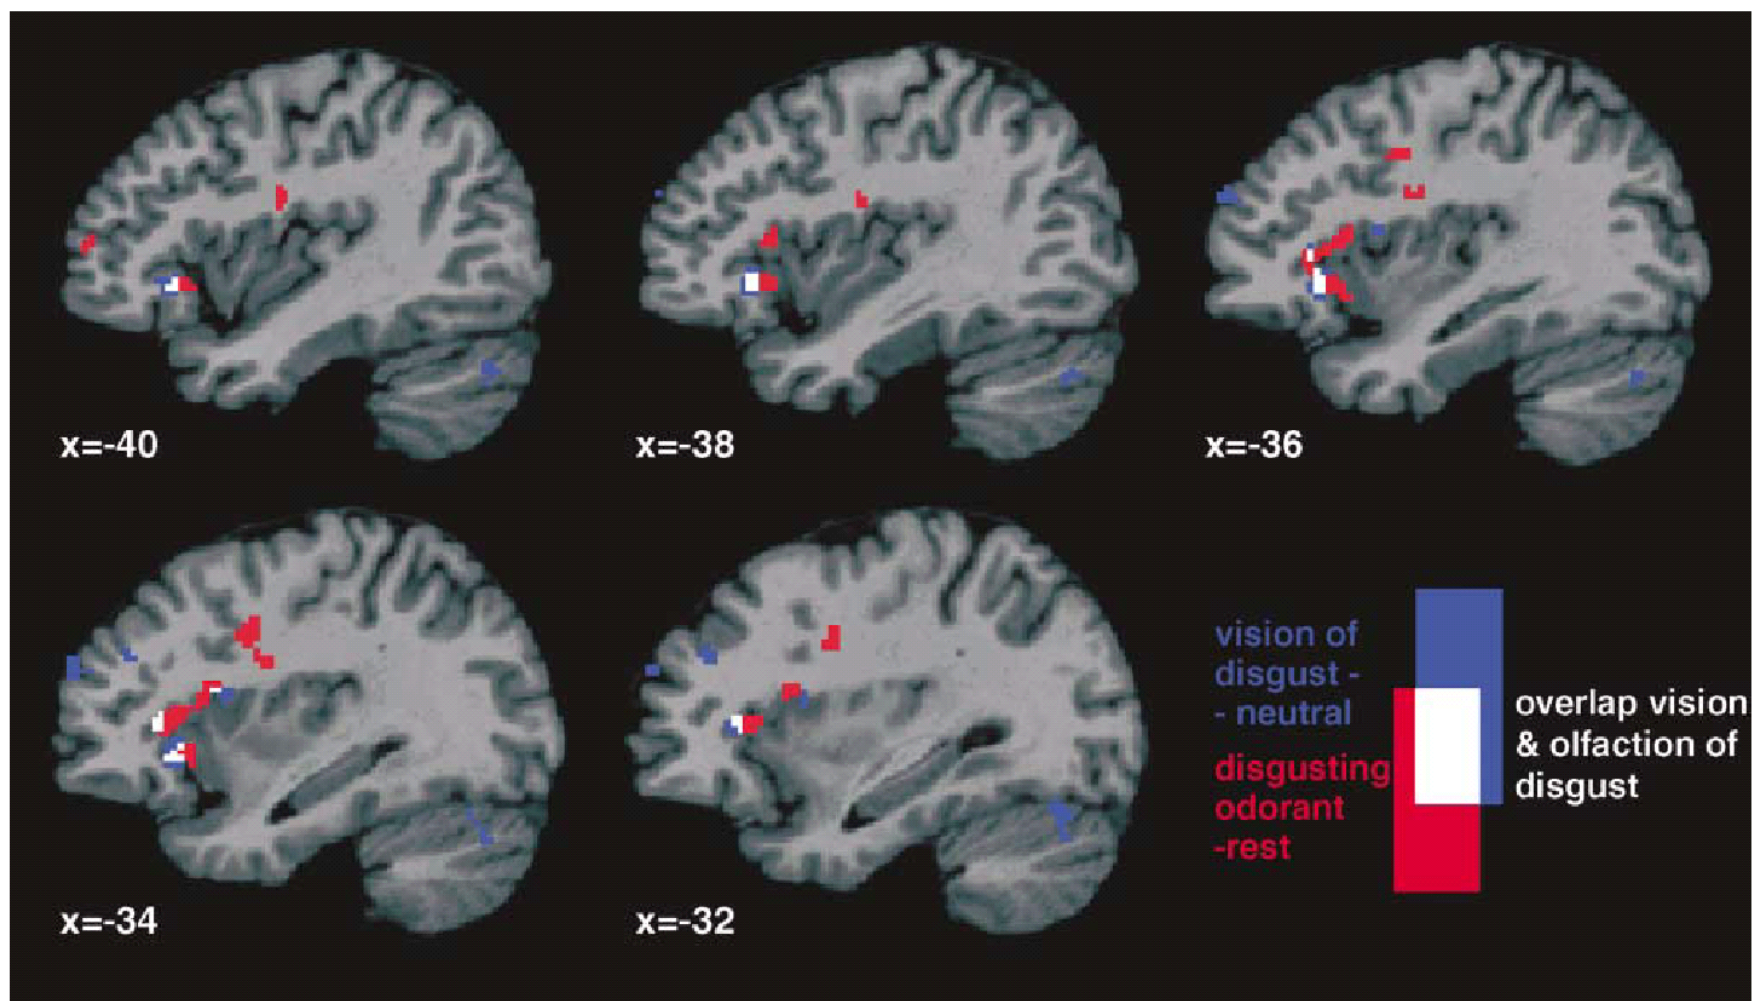 x=-40
x=-38
x=-36
x=-34
x=-32
vision of
disgust -
- neutral
disgusting
odorant
-rest
overlap vision
& olfaction of
disgust